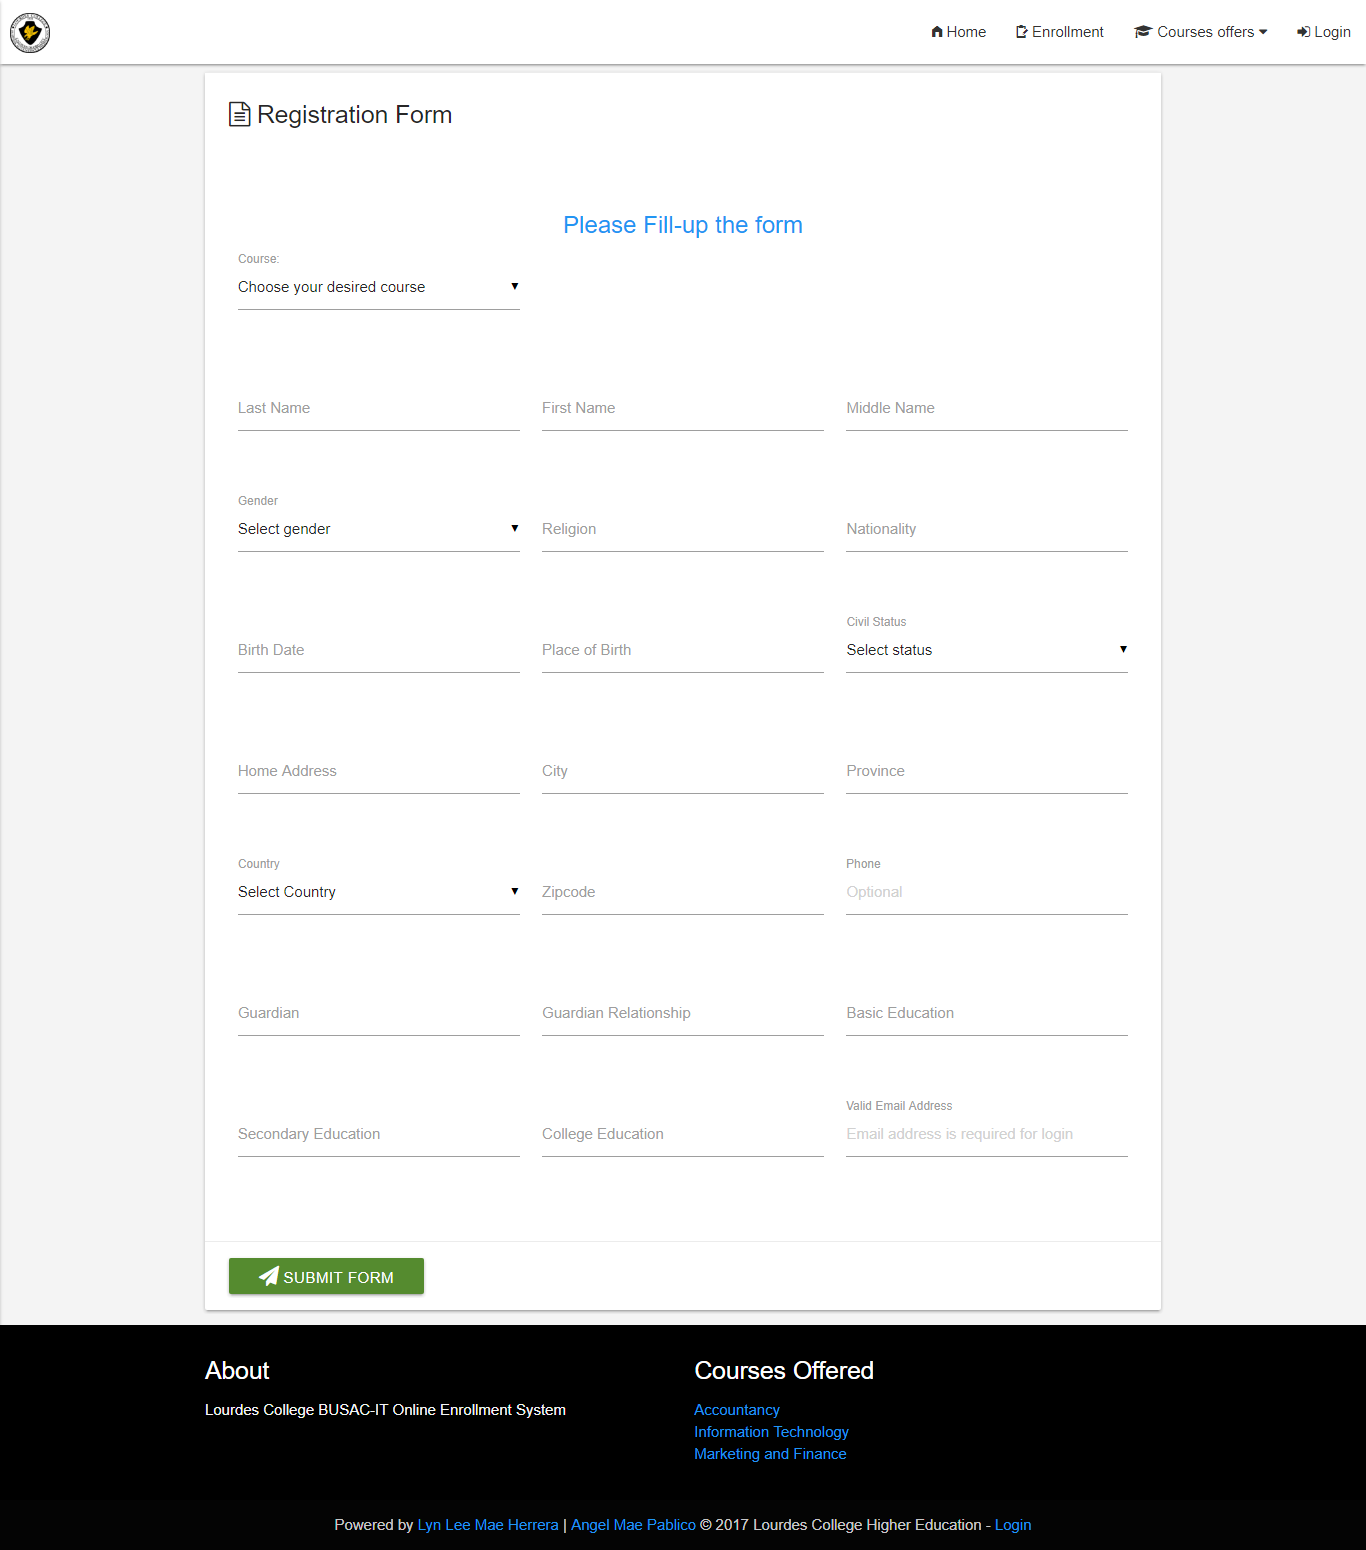 Home Enrollment Courses offers Login
Registration Form
Please Fill-up the form
Course:
Choose your desired course ▼
Last Name First Name Middle Name
Gender
Select gender ▼ Religion Nationality
Civil Status
Birth Date Place of Birth Select status ▼
Home Address City Province
Country Phone
Select Country ▼ Zipcode Optional
Guardian Guardian Relationship Basic Education
Valid Email Address
Secondary Education College Education Email address is required for login
SUBMIT FORM
About Courses Offered
Lourdes College BUSAC-IT Online Enrollment System Accountancy
Information Technology
Marketing and Finance
Powered by Lyn Lee Mae Herrera | Angel Mae Pablico © 2017 Lourdes College Higher Education - Login